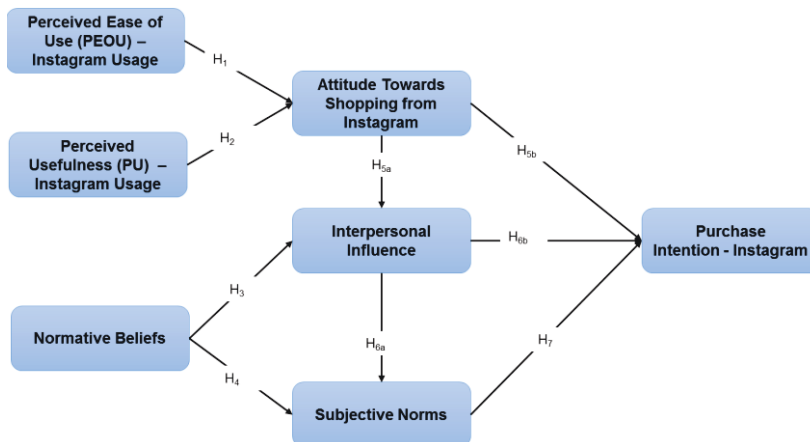 Perceived Ease of
Use (PEOU) –
Instagram Usage
H1
Attitude Towards
Shopping from
Instagram
H2
Perceived
Usefulness (PU) –
Instagram Usage
H5a
H5b
Interpersonal
Influence
H6b
Purchase
Intention - Instagram
H3
Normative Beliefs
H6a
H7
H4
Subjective Norms